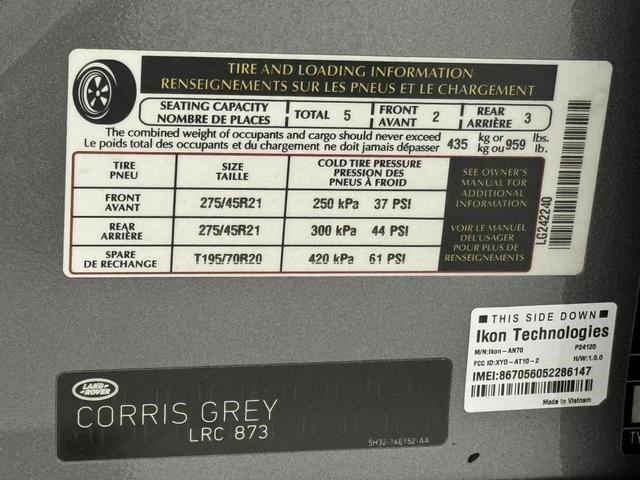 TIRE AND LOADING INFORMATION
RENSEIGNEMENTS SUR LES PNEUS ET LE CHARGEMENT
SEATING CAPACITY
NOMBRE DE PLACES
TOTAL 5
FRONT
AVANT 2
REAR
ARRIÈRE 3
The combined weight of occupants and cargo should never exceed 435 kg or 959 lbs.
Le poids total des occupants et du chargement ne doit jamais dépasser 435 kg ou 959 lb.
TIRE
PNEU
SIZE
TAILLE
COLD TIRE PRESSURE
PRESSION DES
PNEUS À FROID
FRONT
AVANT
275/45R21
250 kPa 37 PSI
REAR
ARRIÈRE
275/45R21
300 kPa 44 PSI
SPARE
DE RECHANGE
T195/70R20
420 kPa 61 PSI
SEE OWNER'S
MANUAL FOR
ADDITIONAL
INFORMATION
VOIR LE MANUEL
DE L'USAGER
POUR PLUS DE
RENSEIGNEMENTS
LG242240
THIS SIDE DOWN
Ikon Technologies
M/N:Ikon-AN70 P24120
FCC ID:XYO-AT10-2 H/W:1.0.0
IMEI:867056052286147
Made in Vietnam
LAND ROVER
CORRIS GREY
LRC 873
5H32-16E152-AA
TY